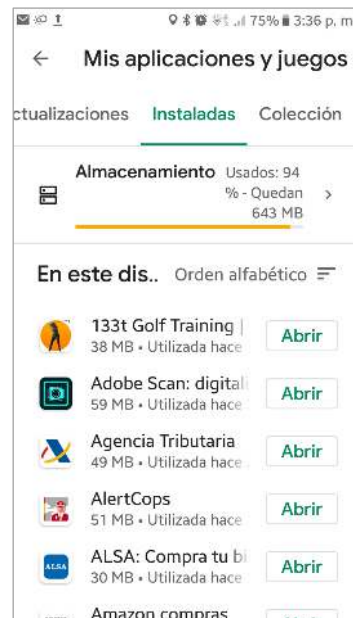 75% 3:36 p. m
Mis aplicaciones y juegos
ctualizaciones Instaladas Colección
Almacenamiento Usados: 94
% - Quedan
643 MB
En este dis.. Orden alfabético
133t Golf Training |
38 MB • Utilizada hace
Abrir
Adobe Scan: digitali
59 MB • Utilizada hace
Abrir
Agencia Tributaria
49 MB • Utilizada hace
Abrir
AlertCops
51 MB • Utilizada hace
Abrir
ALSA
ALSA: Compra tu bi
30 MB • Utilizada hace
Abrir
Amazon compras